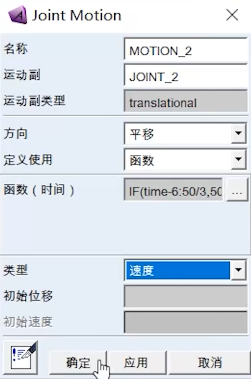 Joint Motion
名称 MOTION_2
运动副 JOINT_2
运动副类型 translational
方向 平移
定义使用 函数
函数（时间） IF(time-6:50/3,50 ...
类型 速度
初始位移
初始速度
确定 应用 取消